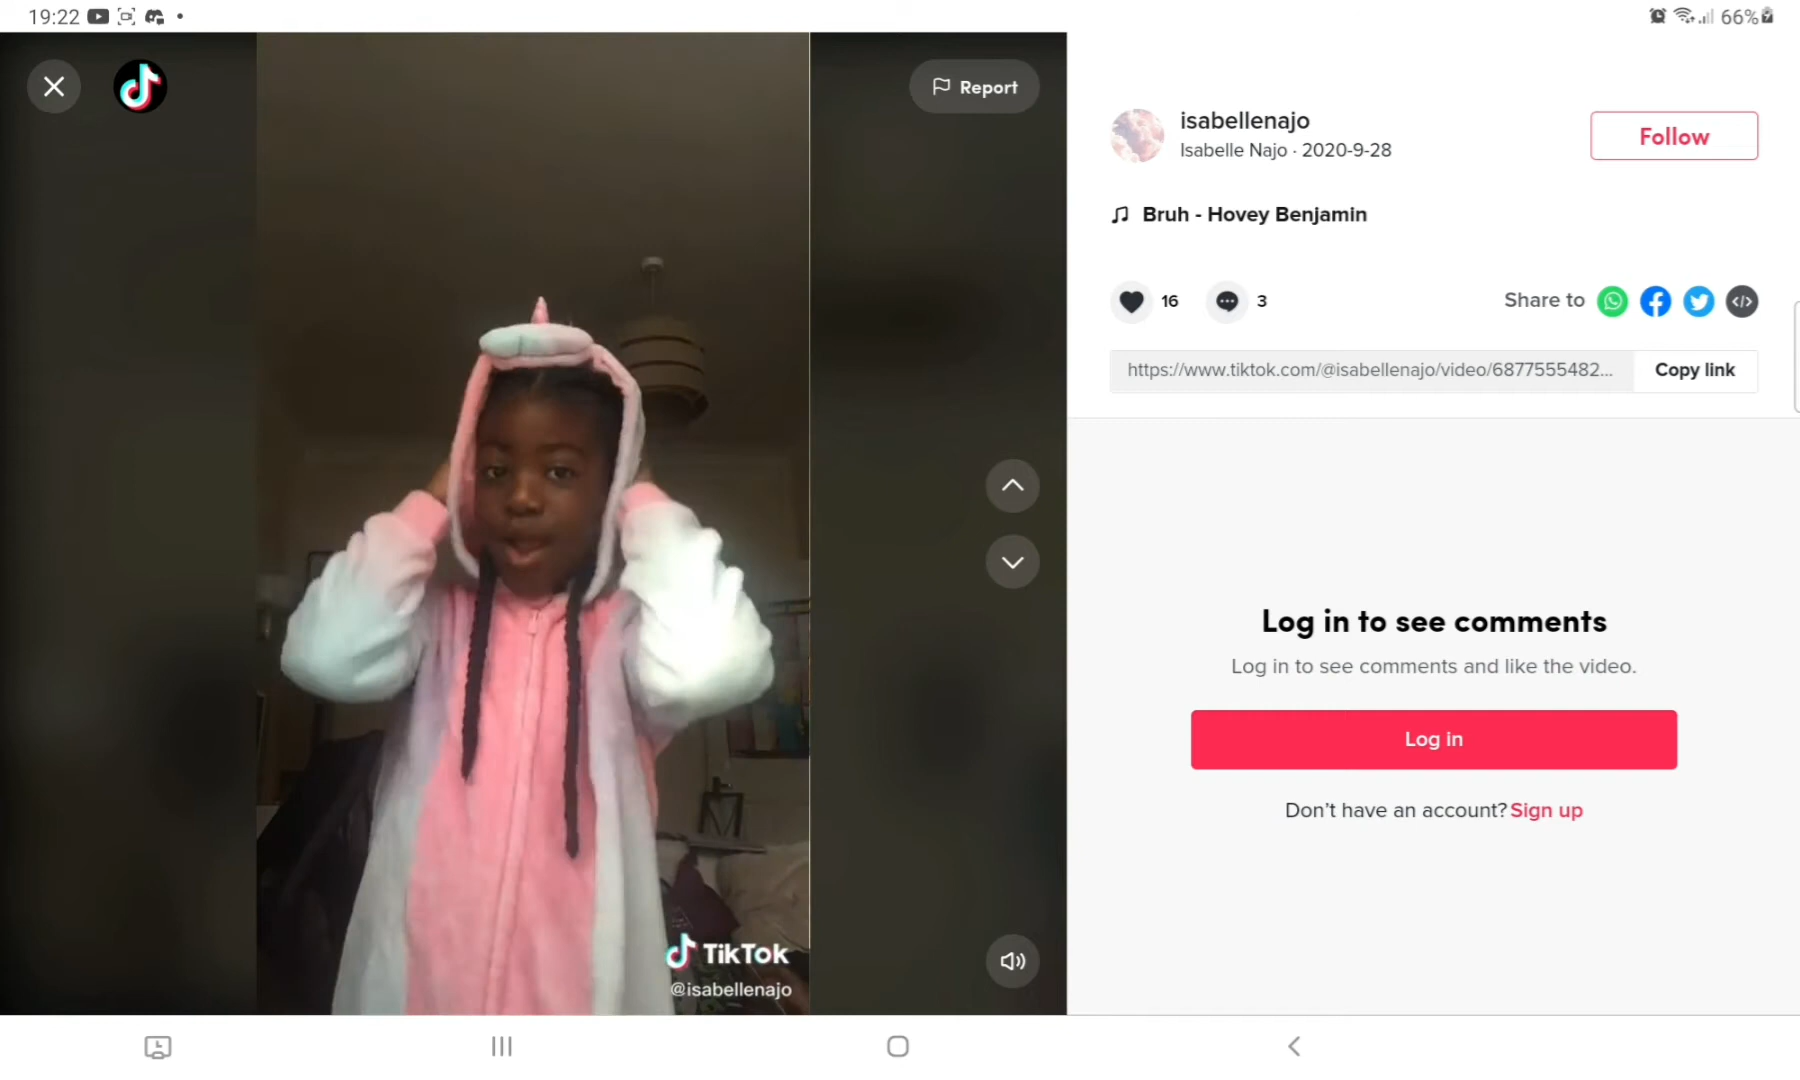 19:22
66%
Report
isabellenajo
Isabelle Najo · 2020-9-28
Follow
Bruh - Hovey Benjamin
16
3
Share to
https://www.tiktok.com/@isabellenajo/video/6877555482...
Copy link
Log in to see comments
Log in to see comments and like the video.
Log in
Don't have an account? Sign up
TikTok
@isabellenajo